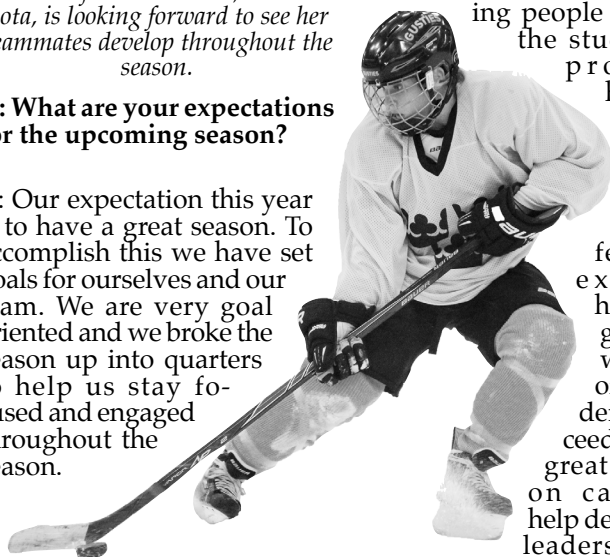 ota, is looking forward to see her
eammates develop throughout the
season.
: What are your expectations
or the upcoming season?
: Our expectation this year
to have a great season. To
ccomplish this we have set
oals for ourselves and our
am. We are very goal
riented and we broke the
eason up into quarters
help us stay fo-
used and engaged
roughout the
eason.
ing people
the stu
pro
fe
ex
h
g
ceed
great
on ca
help de
leaders
GUSTIES
BAUER